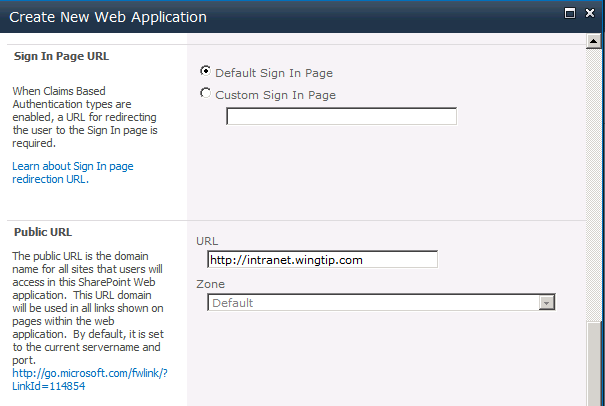 Create New Web Application
Sign In Page URL
When Claims Based
Authentication types are
enabled, a URL for redirecting
the user to the Sign In page is
required.
Learn about Sign In page
redirection URL.
Default Sign In Page
Custom Sign In Page
Public URL
The public URL is the domain
name for all sites that users will
access in this SharePoint Web
application. This URL domain
will be used in all links shown on
pages within the web
application. By default, it is set
to the current servername and
port.
http://go.microsoft.com/fwlink/?
LinkId=114854
URL
http://intranet.wingtip.com
Zone
Default